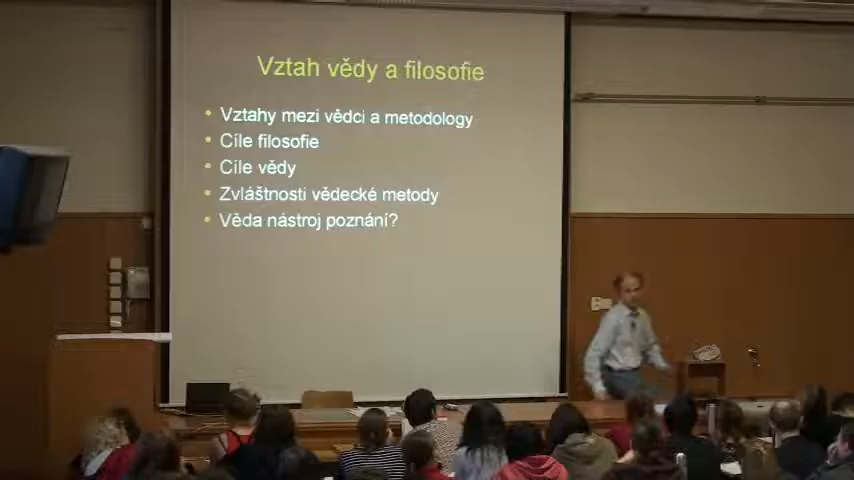 Vztah vědy a filosofie
• Vztahy mezi vědci a metodology
• Cíle filosofie
• Cíle vědy
• Zvláštnosti vědecké metody
• Věda nástroj poznání?